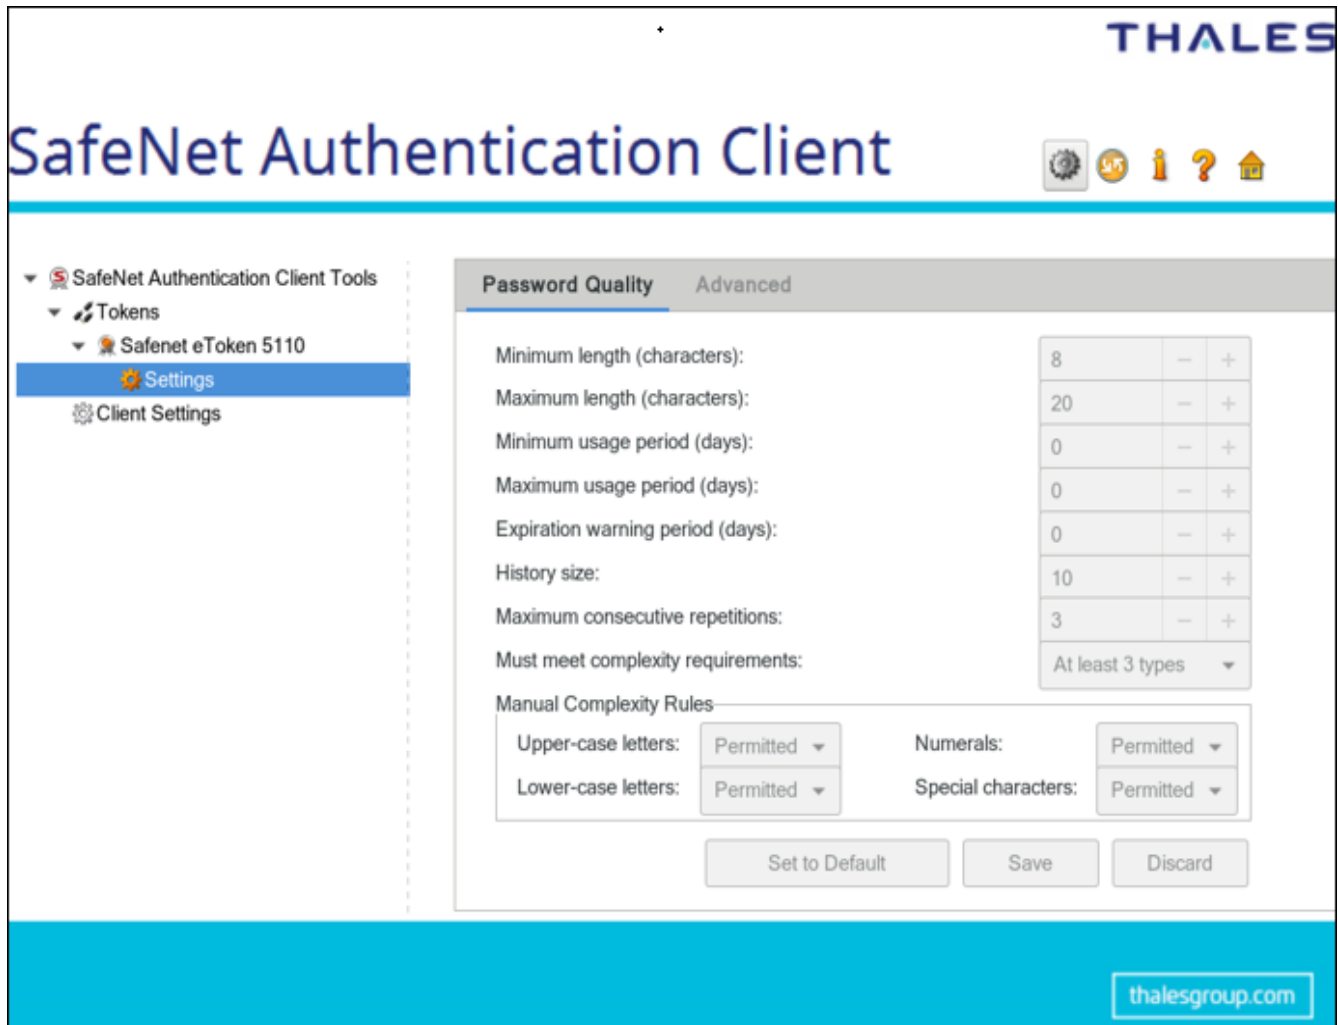 THALES
SafeNet Authentication Client
SafeNet Authentication Client Tools
Tokens
Safenet eToken 5110
Settings
Client Settings
Password Quality Advanced
Minimum length (characters): 8 − +
Maximum length (characters): 20 − +
Minimum usage period (days): 0 − +
Maximum usage period (days): 0 − +
Expiration warning period (days): 0 − +
History size: 10 − +
Maximum consecutive repetitions: 3 − +
Must meet complexity requirements: At least 3 types
Manual Complexity Rules
Upper-case letters: Permitted Numerals: Permitted
Lower-case letters: Permitted Special characters: Permitted
Set to Default Save Discard
thalesgroup.com